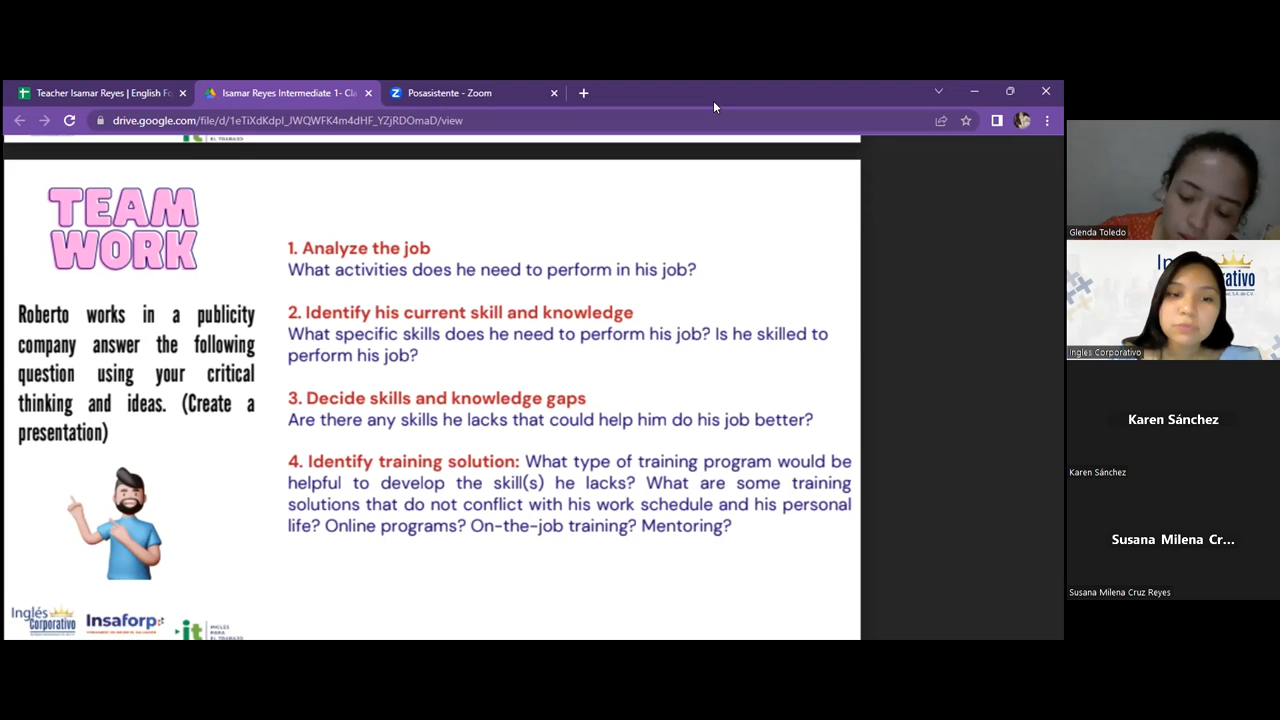 Teacher Isamar Reyes | English Fo
Isamar Reyes Intermediate 1- Cla
Posasistente - Zoom
drive.google.com/file/d/1eTiXdKdpI_JWQWFK4m4dHF_YZjRDOmaD/view
EL TRABAJO
TEAM
WORK
Roberto works in a publicity
company answer the following
question using your critical
thinking and ideas. (Create a
presentation)
1. Analyze the job
What activities does he need to perform in his job?
2. Identify his current skill and knowledge
What specific skills does he need to perform his job? Is he skilled to
perform his job?
3. Decide skills and knowledge gaps
Are there any skills he lacks that could help him do his job better?
4. Identify training solution: What type of training program would be
helpful to develop the skill(s) he lacks? What are some training
solutions that do not conflict with his work schedule and his personal
life? Online programs? On-the-job training? Mentoring?
Inglés
Corporativo
Insaforp
it
INGLÉS
PARA
EL TRABAJO
Glenda Toledo
Ingles Corporativo
Karen Sánchez
Karen Sánchez
Susana Milena Cr...
Susana Milena Cruz Reyes